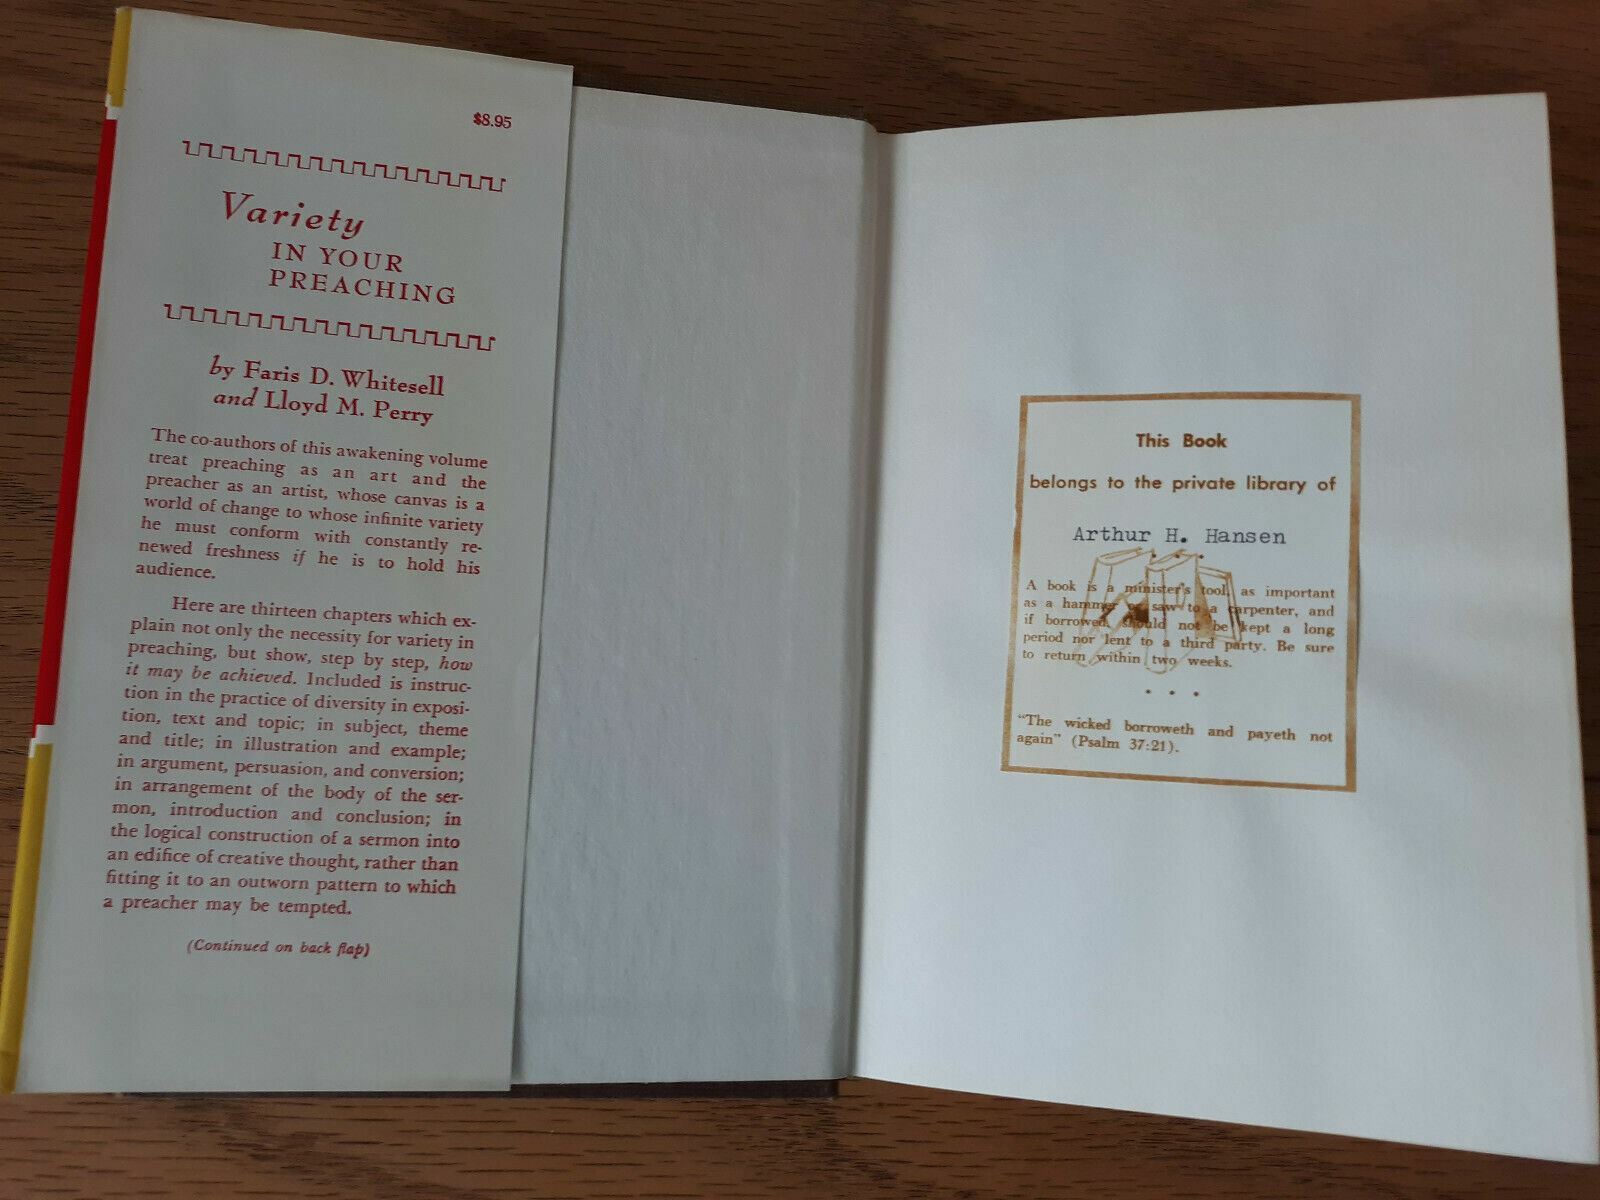 $8.95
Variety
IN YOUR
PREACHING
by Faris D. Whitesell
and Lloyd M. Perry
The co-authors of this awakening volume
treat preaching as an art and the
preacher as an artist, whose canvas is a
world of change to whose infinite variety
he must conform with constantly re-
newed freshness if he is to hold his
audience.
Here are thirteen chapters which ex-
plain not only the necessity for variety in
preaching, but show, step by step, how
it may be achieved. Included is instruc-
tion in the practice of diversity in exposi-
tion, text and topic; in subject, theme
and title; in illustration and example;
in argument, persuasion, and conversion;
in arrangement of the body of the ser-
mon, introduction and conclusion; in
the logical construction of a sermon into
an edifice of creative thought, rather than
fitting it to an outworn pattern to which
a preacher may be tempted.
(Continued on back flap)
This Book
belongs to the private library of
Arthur H. Hansen
A book is a minister's tool, as important
as a hammer or saw to a carpenter, and
if borrowed, should not be kept a long
period nor lent to a third party. Be sure
to return within two weeks.
• • •
"The wicked borroweth and payeth not
again" (Psalm 37:21).